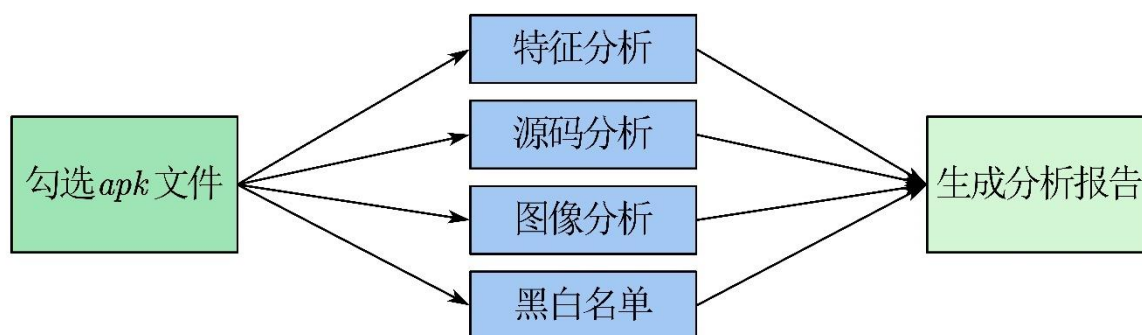 勾选apk文件
特征分析
源码分析
图像分析
黑白名单
生成分析报告